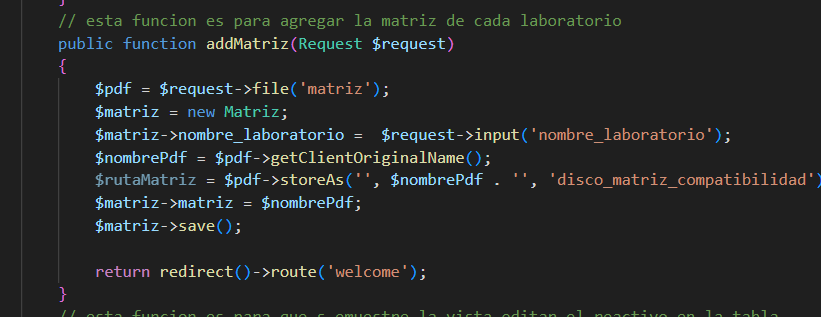 }
// esta funcion es para agregar la matriz de cada laboratorio
public function addMatriz(Request $request)
{
$pdf = $request->file('matriz');
$matriz = new Matriz;
$matriz->nombre_laboratorio =  $request->input('nombre_laboratorio');
$nombrePdf = $pdf->getClientOriginalName();
$rutaMatriz = $pdf->storeAs('', $nombrePdf . '', 'disco_matriz_compatibilidad')
$matriz->matriz = $nombrePdf;
$matriz->save();
return redirect()->route('welcome');
}
// esta funcion es para que s emuestre la vista editar el reactivo en la tabla